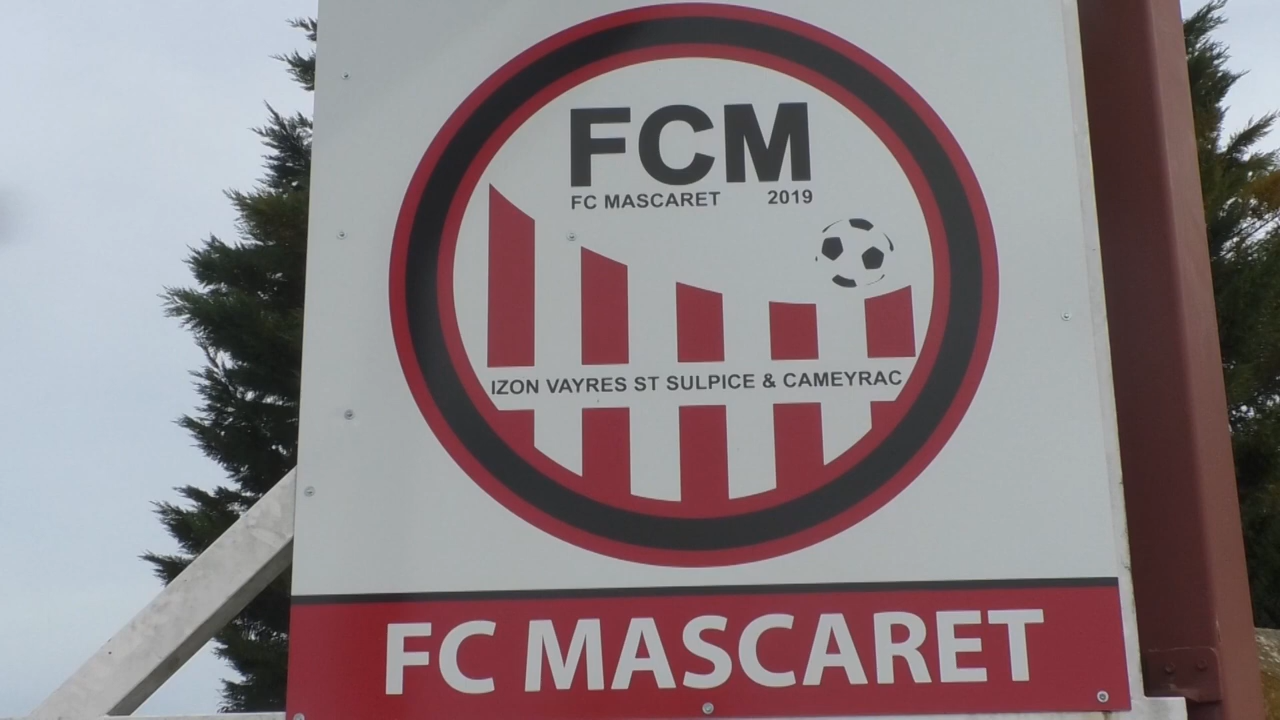 FCM
FC MASCARET 2019
IZON VAYRES ST SULPICE & CAMEYRAC
FC MASCARET